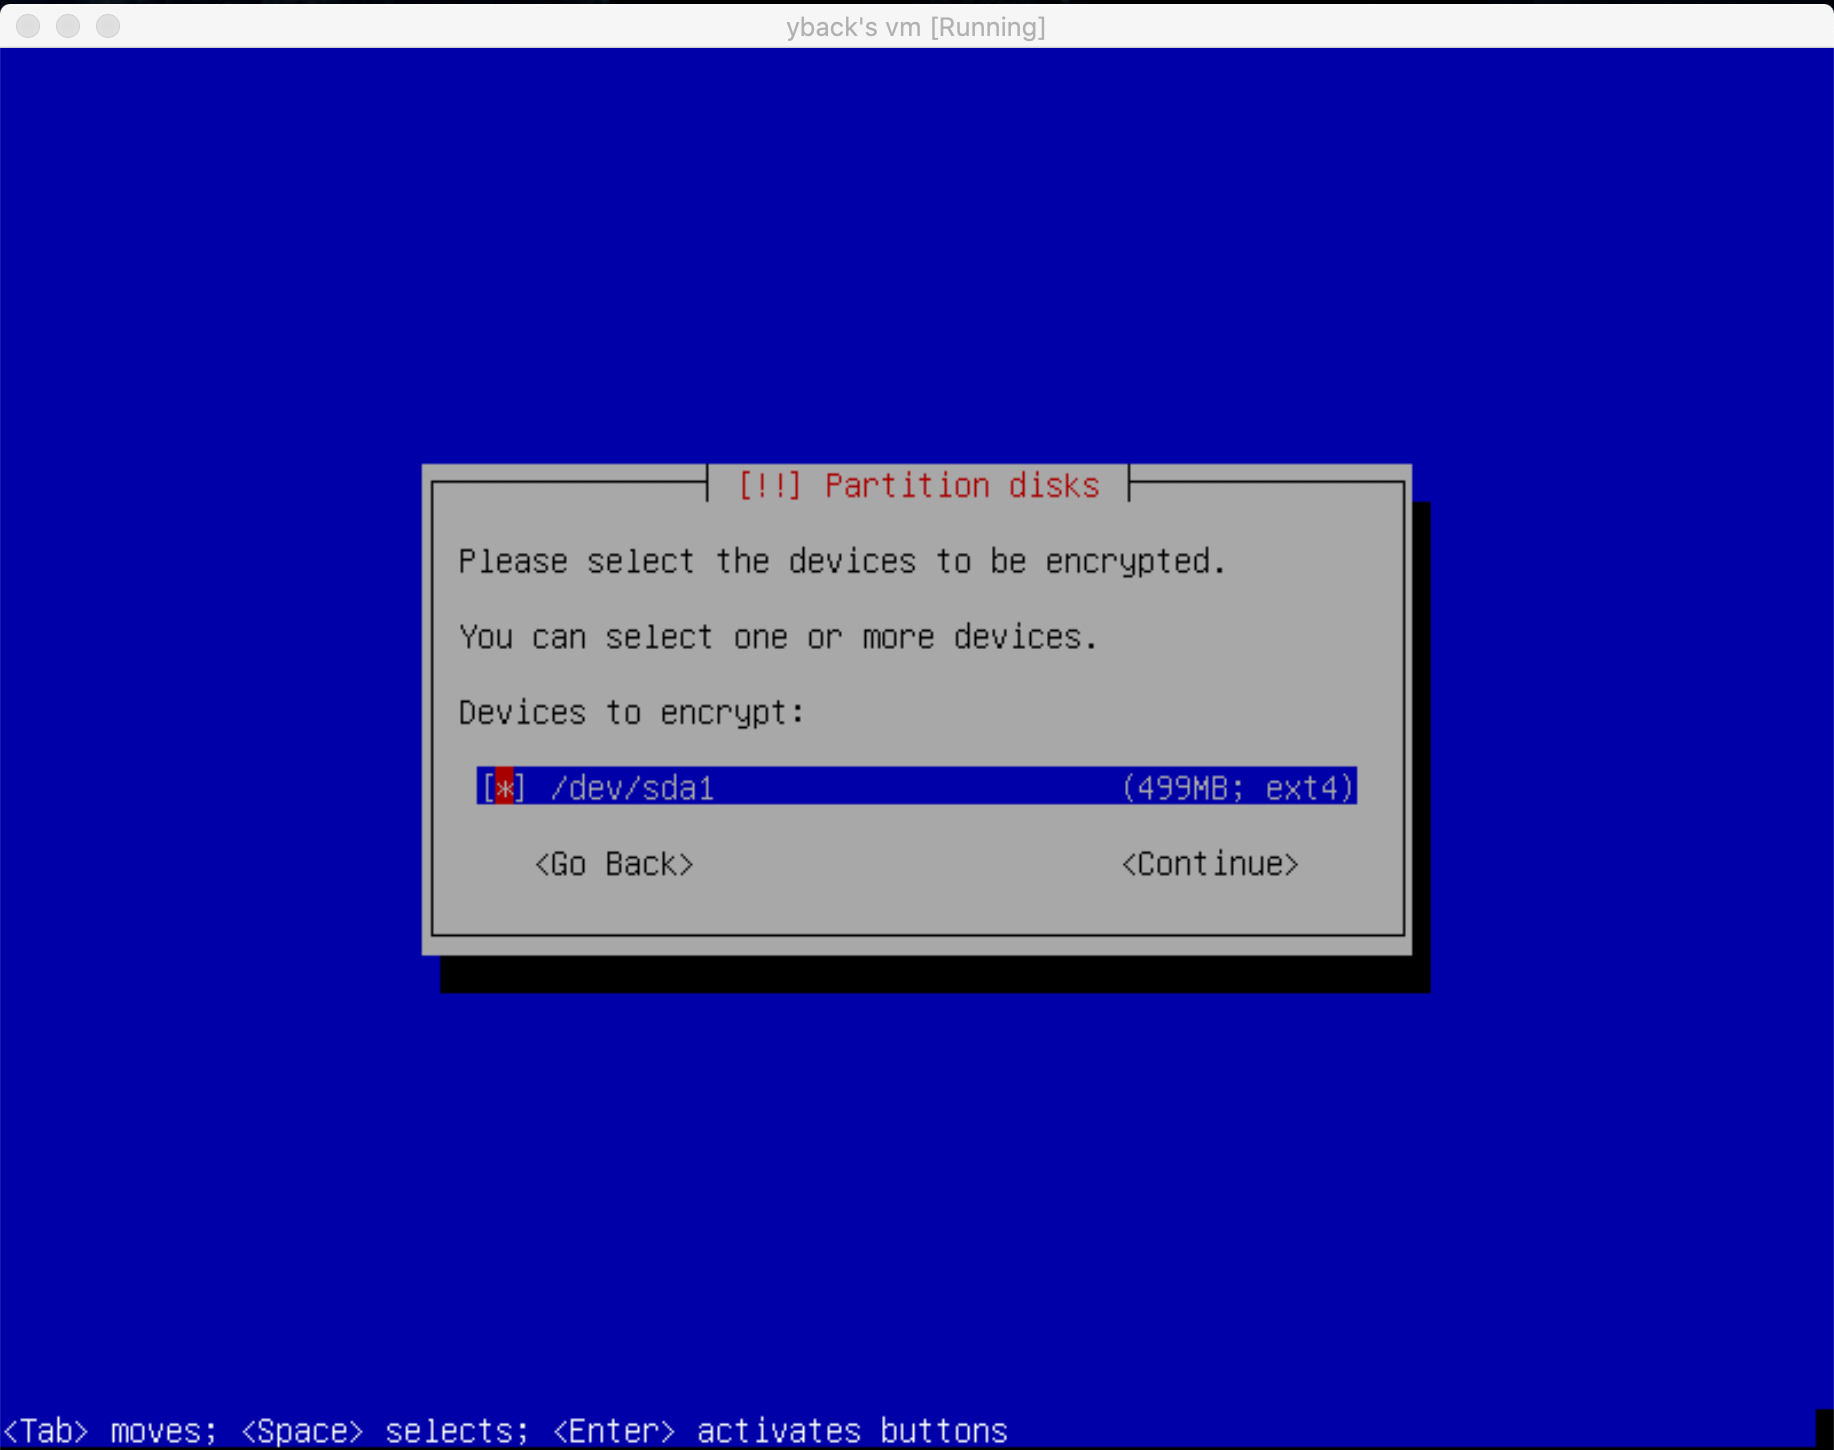 yback's vm [Running]
[!!] Partition disks
Please select the devices to be encrypted.
You can select one or more devices.
Devices to encrypt:
[*] /dev/sda1 (499MB; ext4)
<Go Back> <Continue>
<Tab> moves; <Space> selects; <Enter> activates buttons